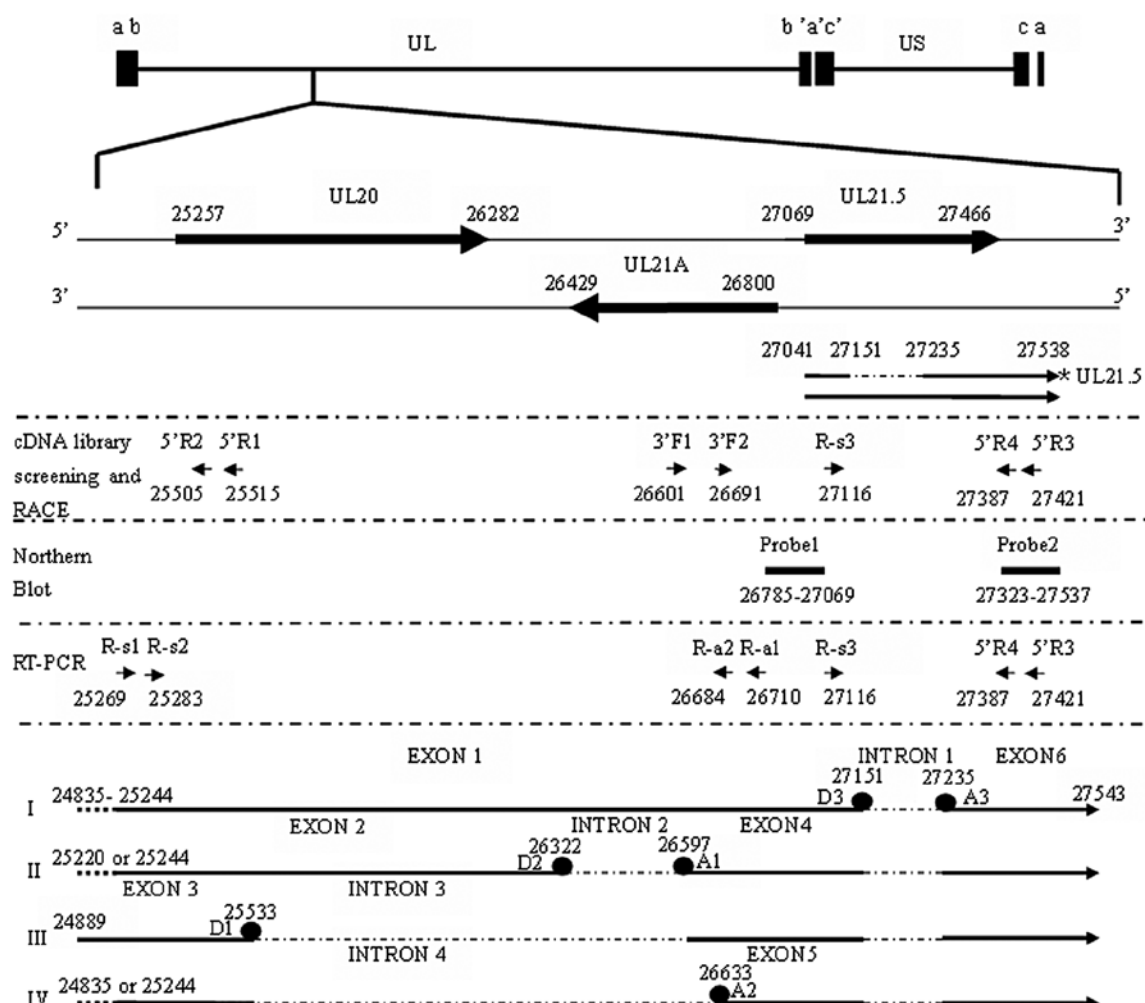 a b UL b 'a' c' US c a
UL20 UL21.5
25257 26282 27069 27466
5' 3'
UL21A
26429 26800
3' 5'
27041 27151 27235 27538
* UL21.5
cDNA library 5'R2 5'R1 3'F1 3'F2 R-s3 5'R4 5'R3
screening and
25505 25515 26601 26691 27116 27387 27421
RACE
Northern Probe1 Probe2
Blot 26785-27069 27323-27537
R-s1 R-s2 R-a2 R-a1 R-s3 5'R4 5'R3
RT-PCR
25269 25283 26684 26710 27116 27387 27421
EXON 1 INTRON 1 EXON6
27151 27235
24835- 25244 D3 A3 27543
I
EXON 2 INTRON 2 EXON4
26322 26597
25220 or 25244 D2 A1
II
EXON 3 INTRON 3
25533
24889 D1
III
INTRON 4 EXON5
26633
24835 or 25244 A2
IV